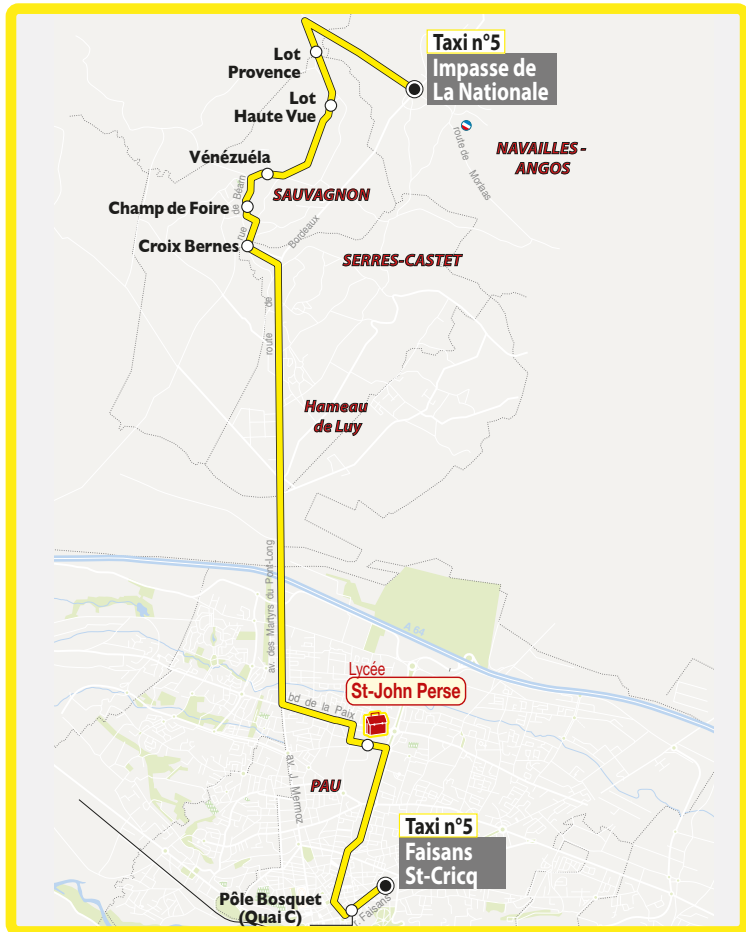 Taxi n°5
Impasse de
La Nationale
Lot
Provence
Lot
Haute Vue
route de Morlaas
NAVAILLES -
ANGOS
Vénézuéla
SAUVAGNON
rue de Béarn
Champ de Foire
Croix Bernes
route de Bordeaux
SERRES-CASTET
Hameau
de Luy
av. des Martyrs du Pont-Long
A 64
Lycée
St-John Perse
bd de la Paix
PAU
av. J. Mermoz
Taxi n°5
Faisans
St-Cricq
Pôle Bosquet
(Quai C)
r. Faisans